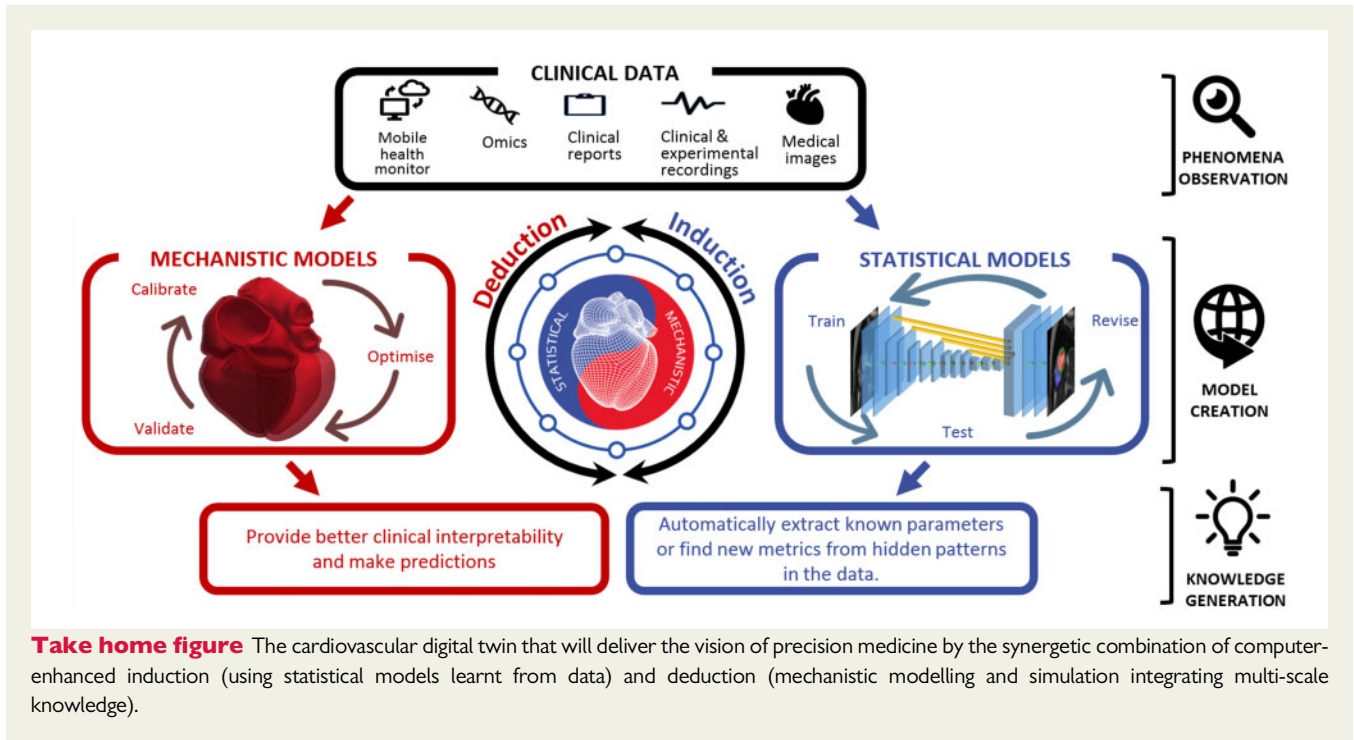 CLINICAL DATA
Mobile
health
monitor
Omics
Clinical
reports
Clinical &
experimental
recordings
Medical
images
PHENOMENA
OBSERVATION
MECHANISTIC MODELS
Calibrate
Optimise
Validate
Deduction
Induction
STATISTICAL
MECHANISTIC
STATISTICAL MODELS
Train
Revise
Test
MODEL
CREATION
Provide better clinical interpretability
and make predictions
Automatically extract known parameters
or find new metrics from hidden patterns
in the data.
KNOWLEDGE
GENERATION
Take home figure The cardiovascular digital twin that will deliver the vision of precision medicine by the synergetic combination of computer-
enhanced induction (using statistical models learnt from data) and deduction (mechanistic modelling and simulation integrating multi-scale
knowledge).